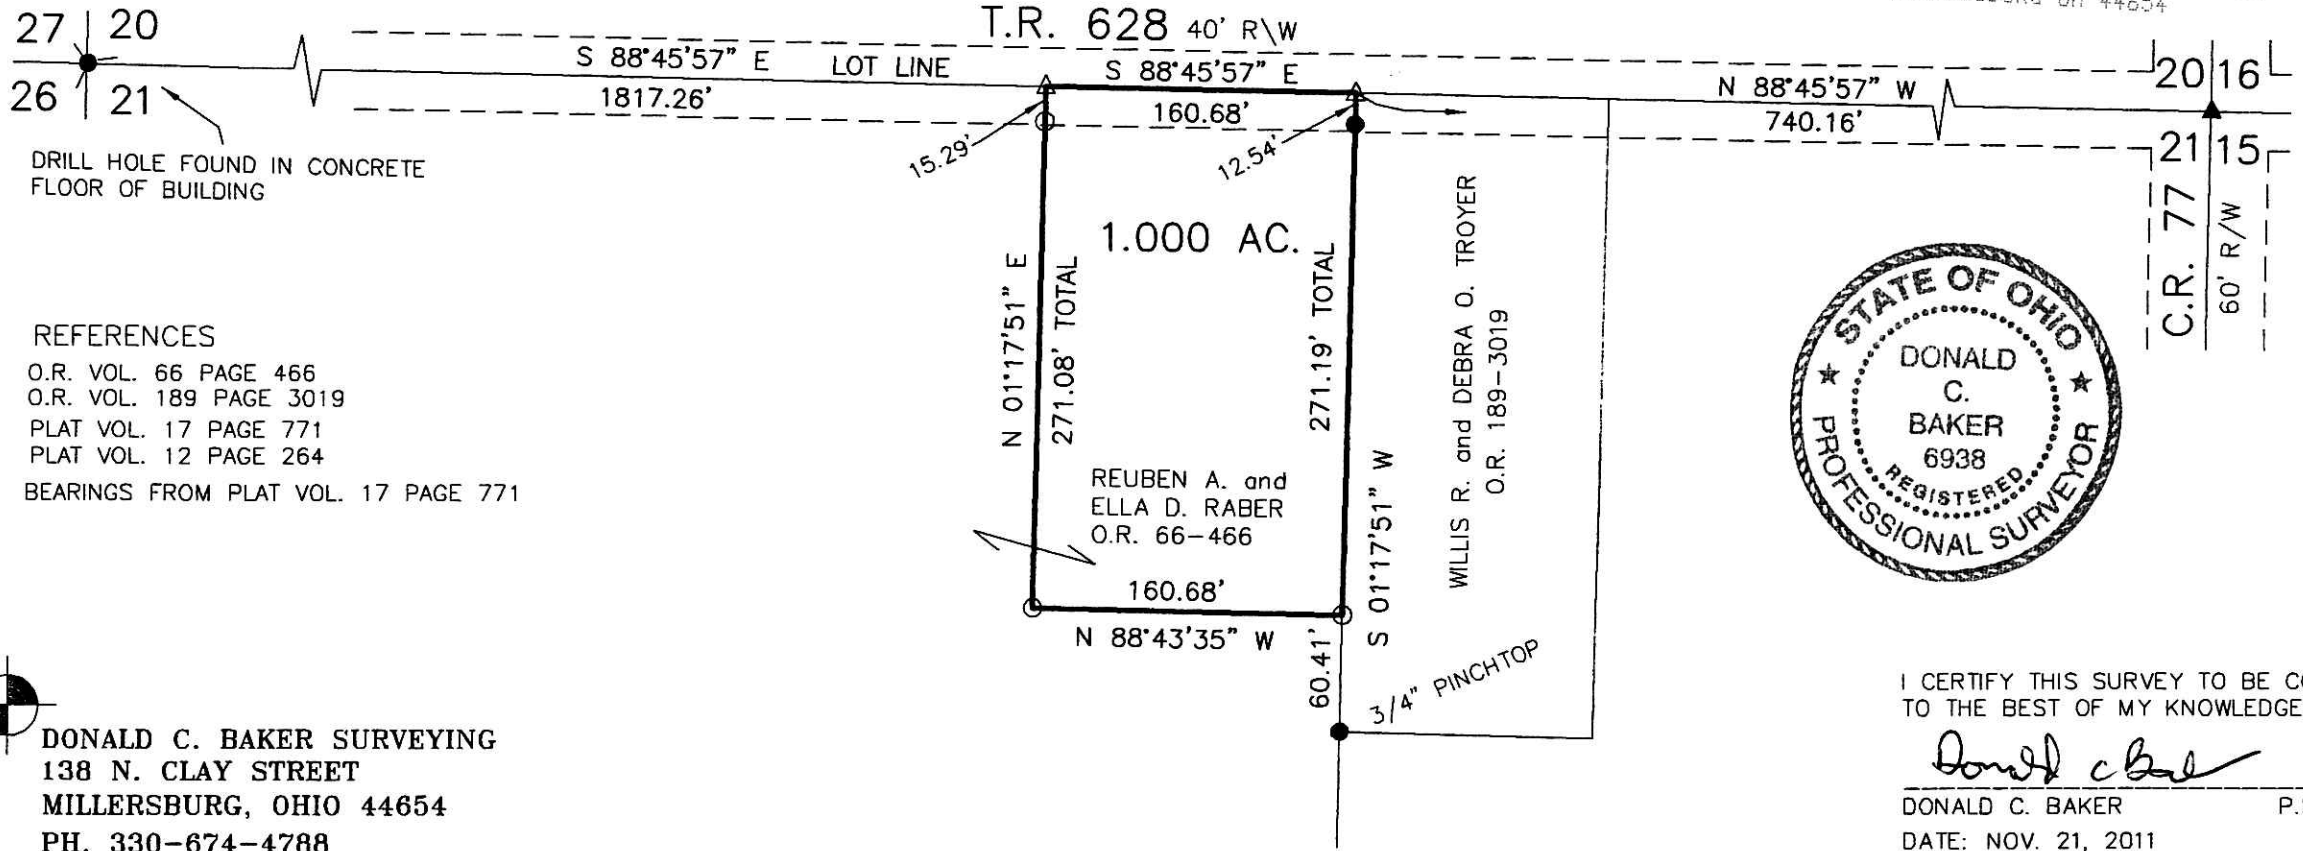 OH 44654
T.R. 628 40' R\W
27 20
26 21
S 88°45'57" E LOT LINE
1817.26'
S 88°45'57" E
160.68'
N 88°45'57" W
740.16'
20 16
21 15
DRILL HOLE FOUND IN CONCRETE
FLOOR OF BUILDING
15.29'
12.54'
1.000 AC.
N 01°17'51" E
271.08' TOTAL
271.19' TOTAL
S 01°17'51" W
WILLIS R. and DEBRA O. TROYER
O.R. 189-3019
C.R. 77
60' R/W
REFERENCES
O.R. VOL. 66 PAGE 466
O.R. VOL. 189 PAGE 3019
PLAT VOL. 17 PAGE 771
PLAT VOL. 12 PAGE 264
BEARINGS FROM PLAT VOL. 17 PAGE 771
REUBEN A. and
ELLA D. RABER
O.R. 66-466
160.68'
N 88°43'35" W
60.41'
3/4" PINCHTOP
STATE OF OHIO
DONALD
C.
BAKER
6938
REGISTERED
PROFESSIONAL SURVEYOR
DONALD C. BAKER SURVEYING
138 N. CLAY STREET
MILLERSBURG, OHIO 44654
PH. 330-674-4788
I CERTIFY THIS SURVEY TO BE
TO THE BEST OF MY KNOWLEDGE
Donald C Baker
DONALD C. BAKER P.
DATE: NOV. 21, 2011